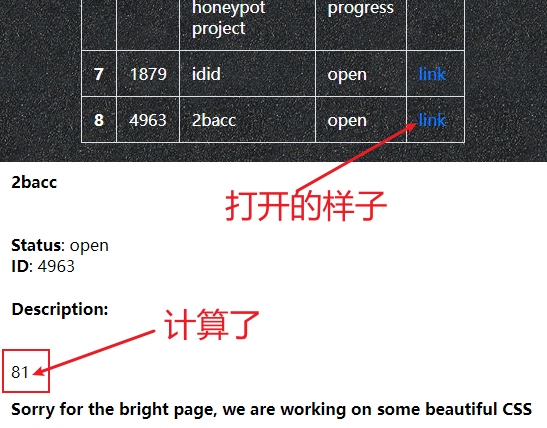 honeypot progress
project
7 1879 idid open link
8 4963 2bacc open link
2bacc
打开的样子
Status: open
ID: 4963
Description:
计算了
81
Sorry for the bright page, we are working on some beautiful CSS